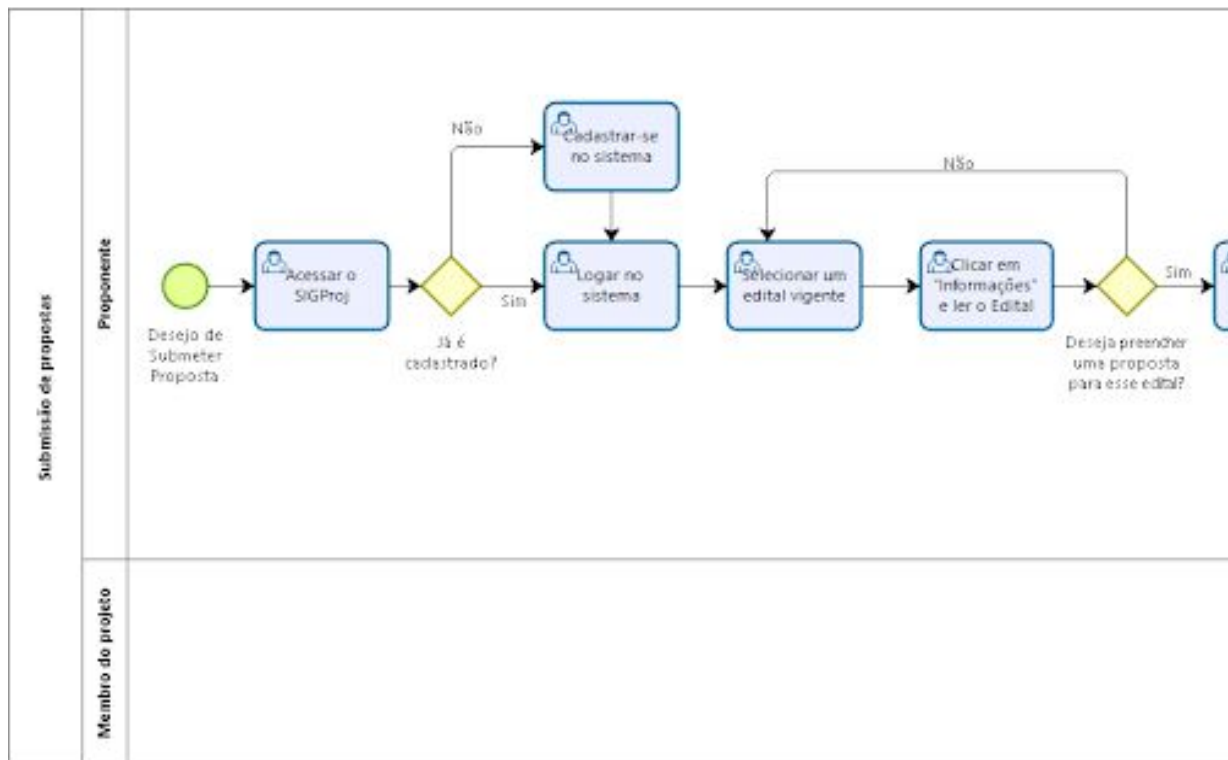 Submissão de propostas
Proponente
Desejo de
Submeter
Proposta
Acessar o
SIGProj
Já é
cadastrado?
Não
Sim
Cadastrar-se
no sistema
Logar no
sistema
Selecionar um
edital vigente
Clicar em
"Informações"
e ler o Edital
Não
Sim
Deseja preencher
uma proposta
para esse edital?
Membro do projeto